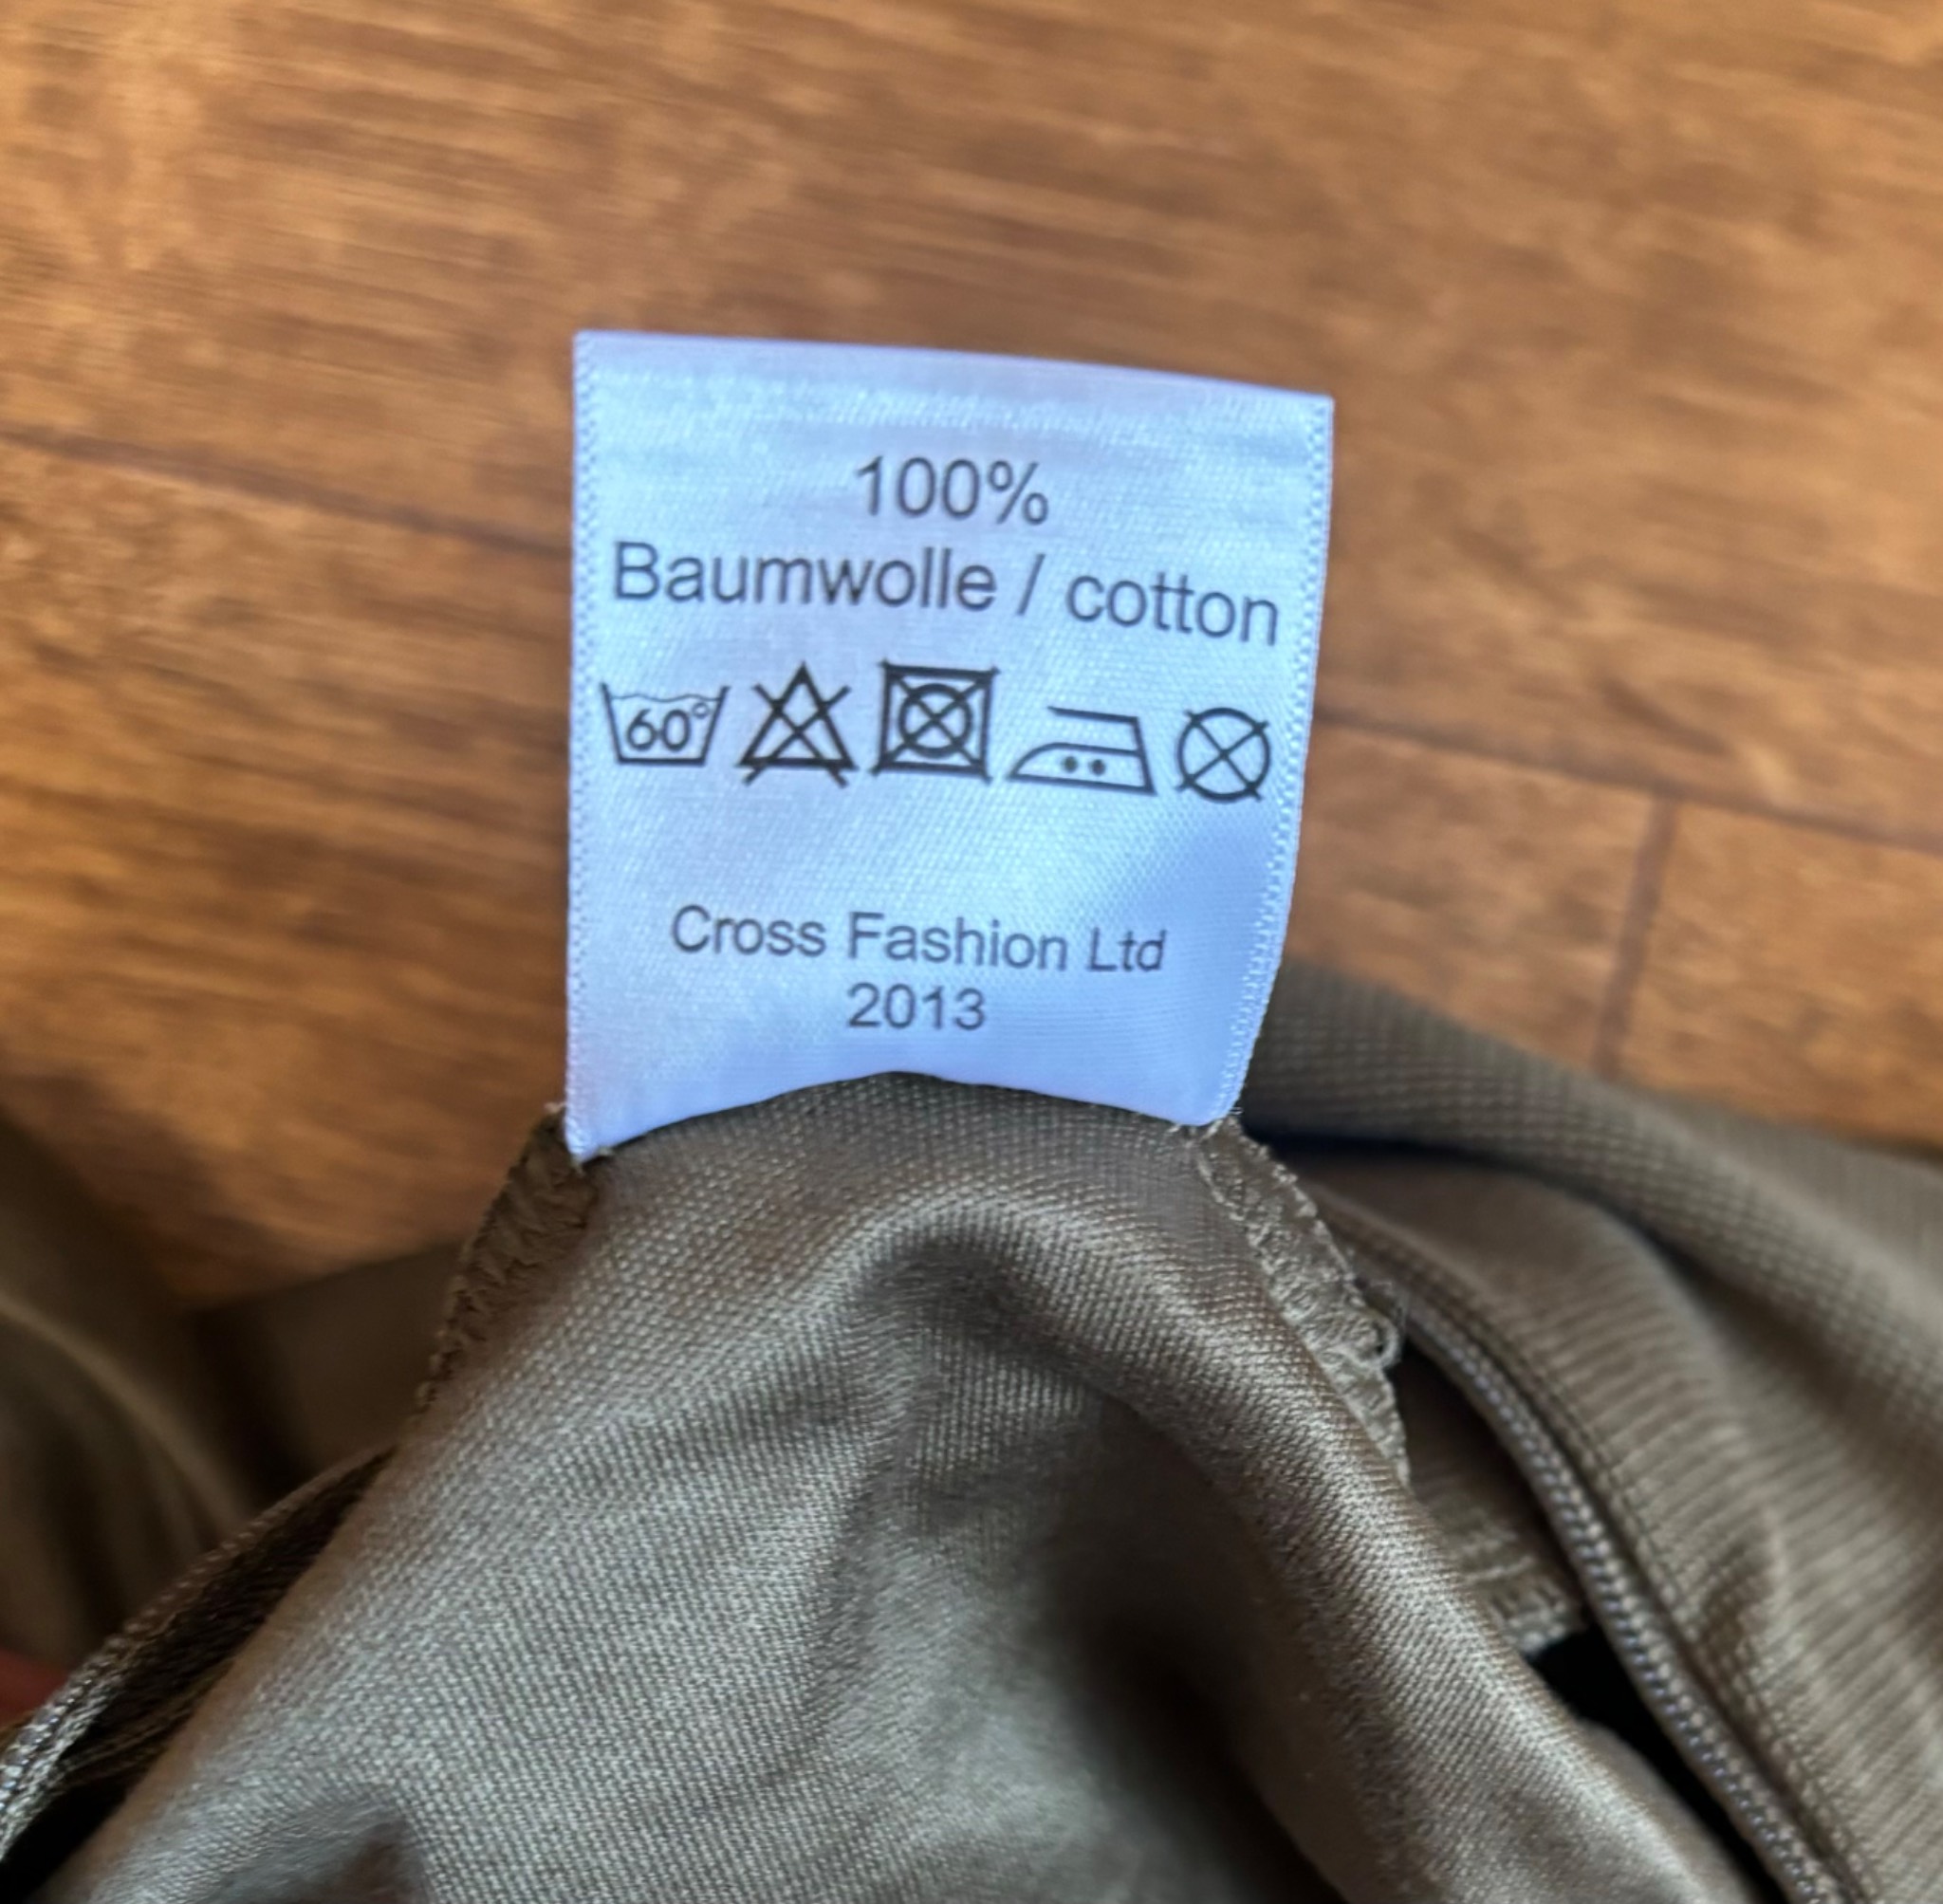 100%
Baumwolle / cotton
60°
Cross Fashion Ltd
2013